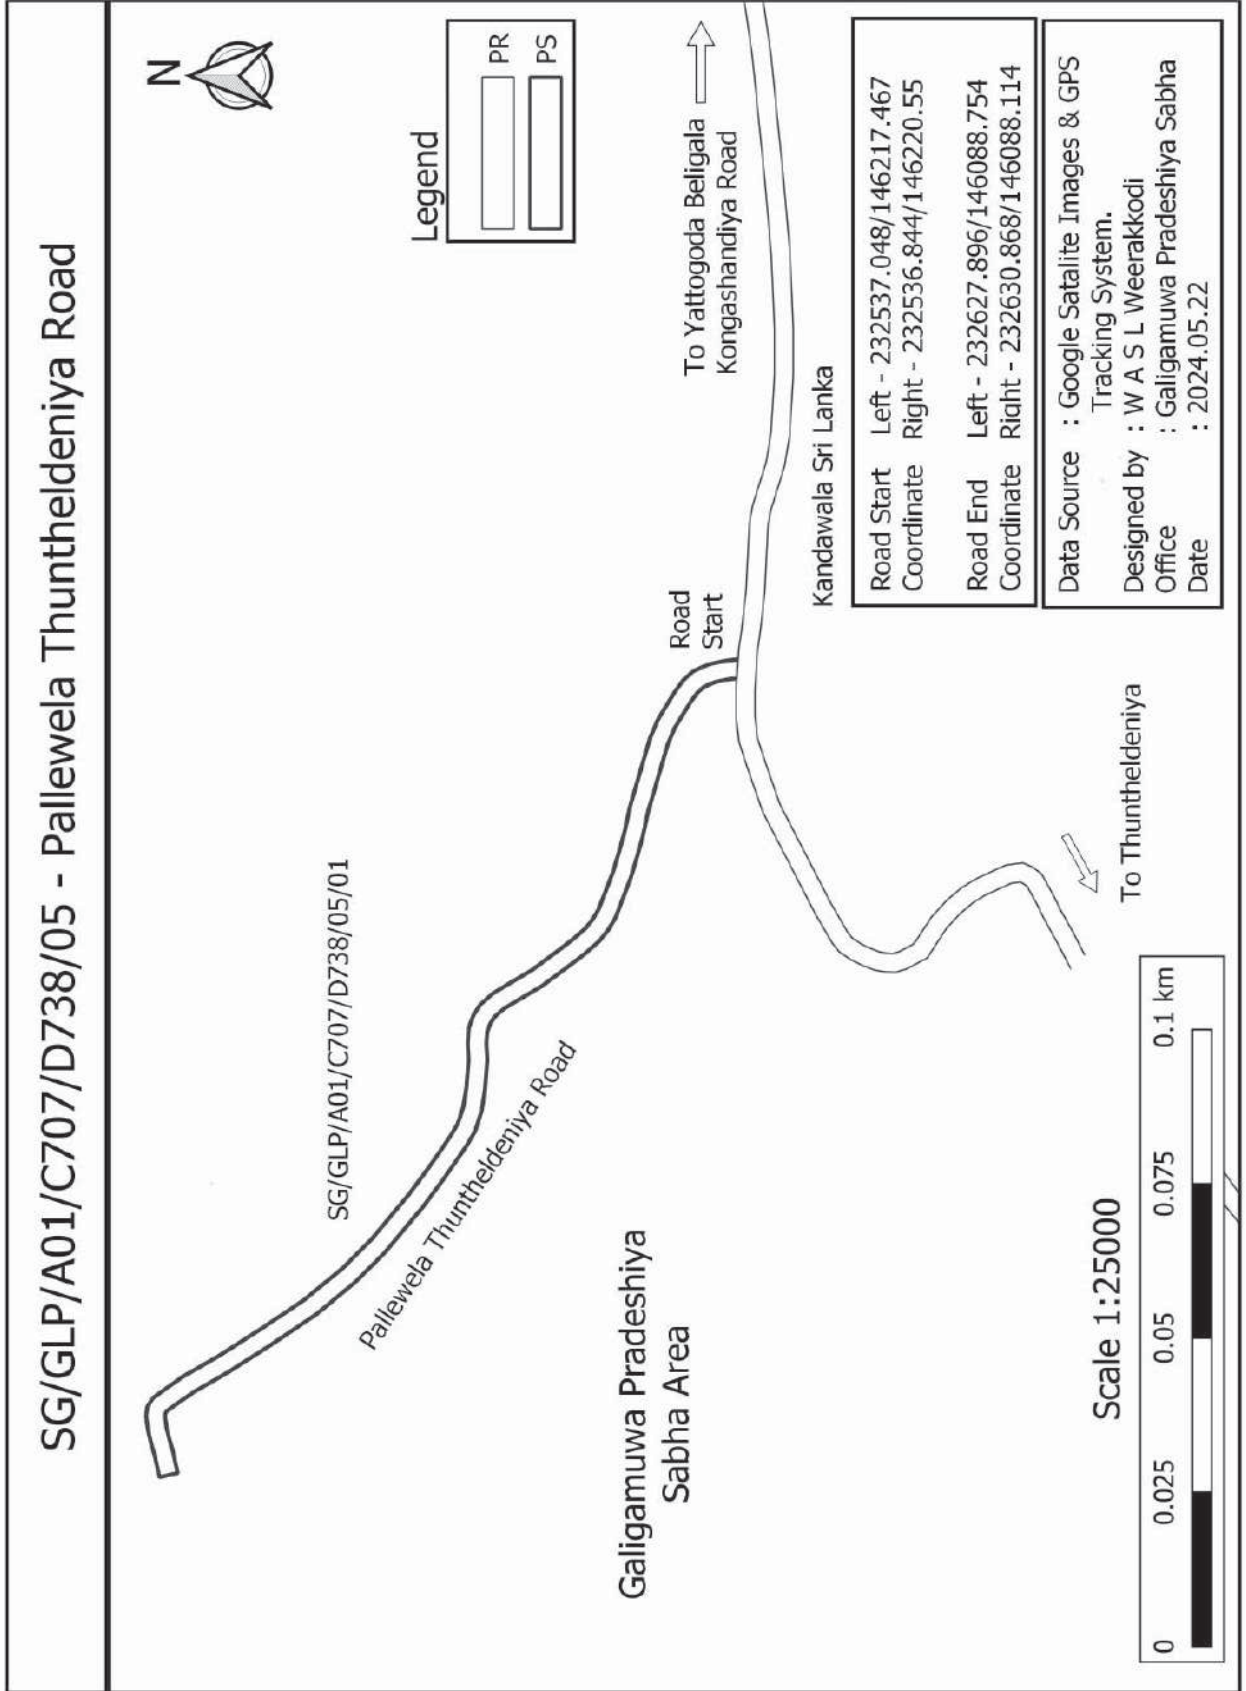 SG/GLP/A01/C707/D738/05 - Pallewela Thuntheldeniya Road
N
Legend
PR
PS
SG/GLP/A01/C707/D738/05/01
Pallewela Thuntheldeniya Road
To Yattogoda Beligala
Kongashandiya Road
Road
Start
Kandawala Sri Lanka
Galigamuwa Pradeshiya
Sabha Area
Road Start Left - 232537.048/146217.467
Coordinate Right - 232536.844/146220.55
Road End Left - 232627.896/146088.754
Coordinate Right - 232630.868/146088.114
To Thuntheldeniya
Data Source : Google Satalite Images & GPS
Tracking System.
Designed by : W A S L Weerakkodi
Office : Galigamuwa Pradeshiya Sabha
Date : 2024.05.22
Scale 1:25000
0 0.025 0.05 0.075 0.1 km